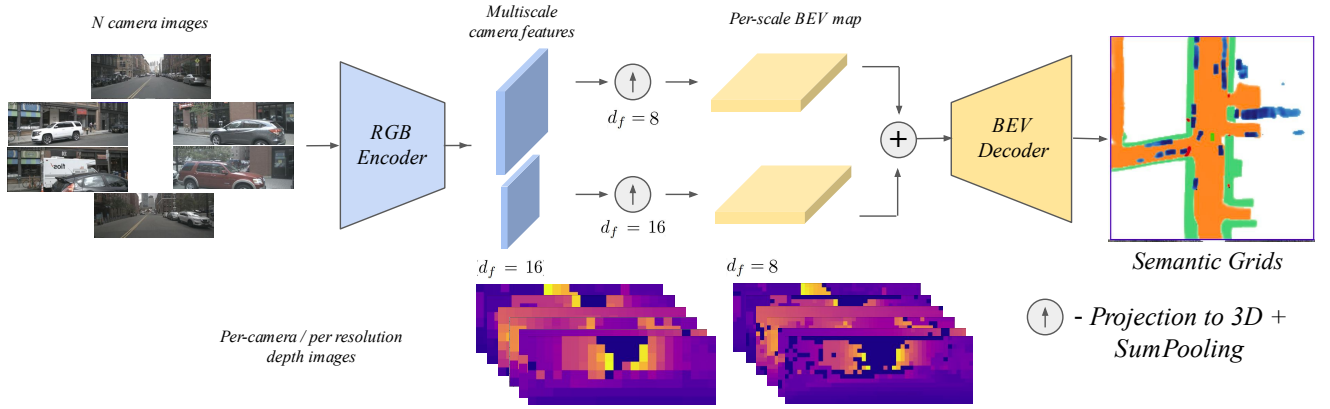 N camera images
Multiscale
camera features
Per-scale BEV map
RGB
Encoder
d_f = 8
d_f = 16
+
BEV
Decoder
Semantic Grids
d_f = 16
d_f = 8
Per-camera / per resolution
depth images
- Projection to 3D +
SumPooling